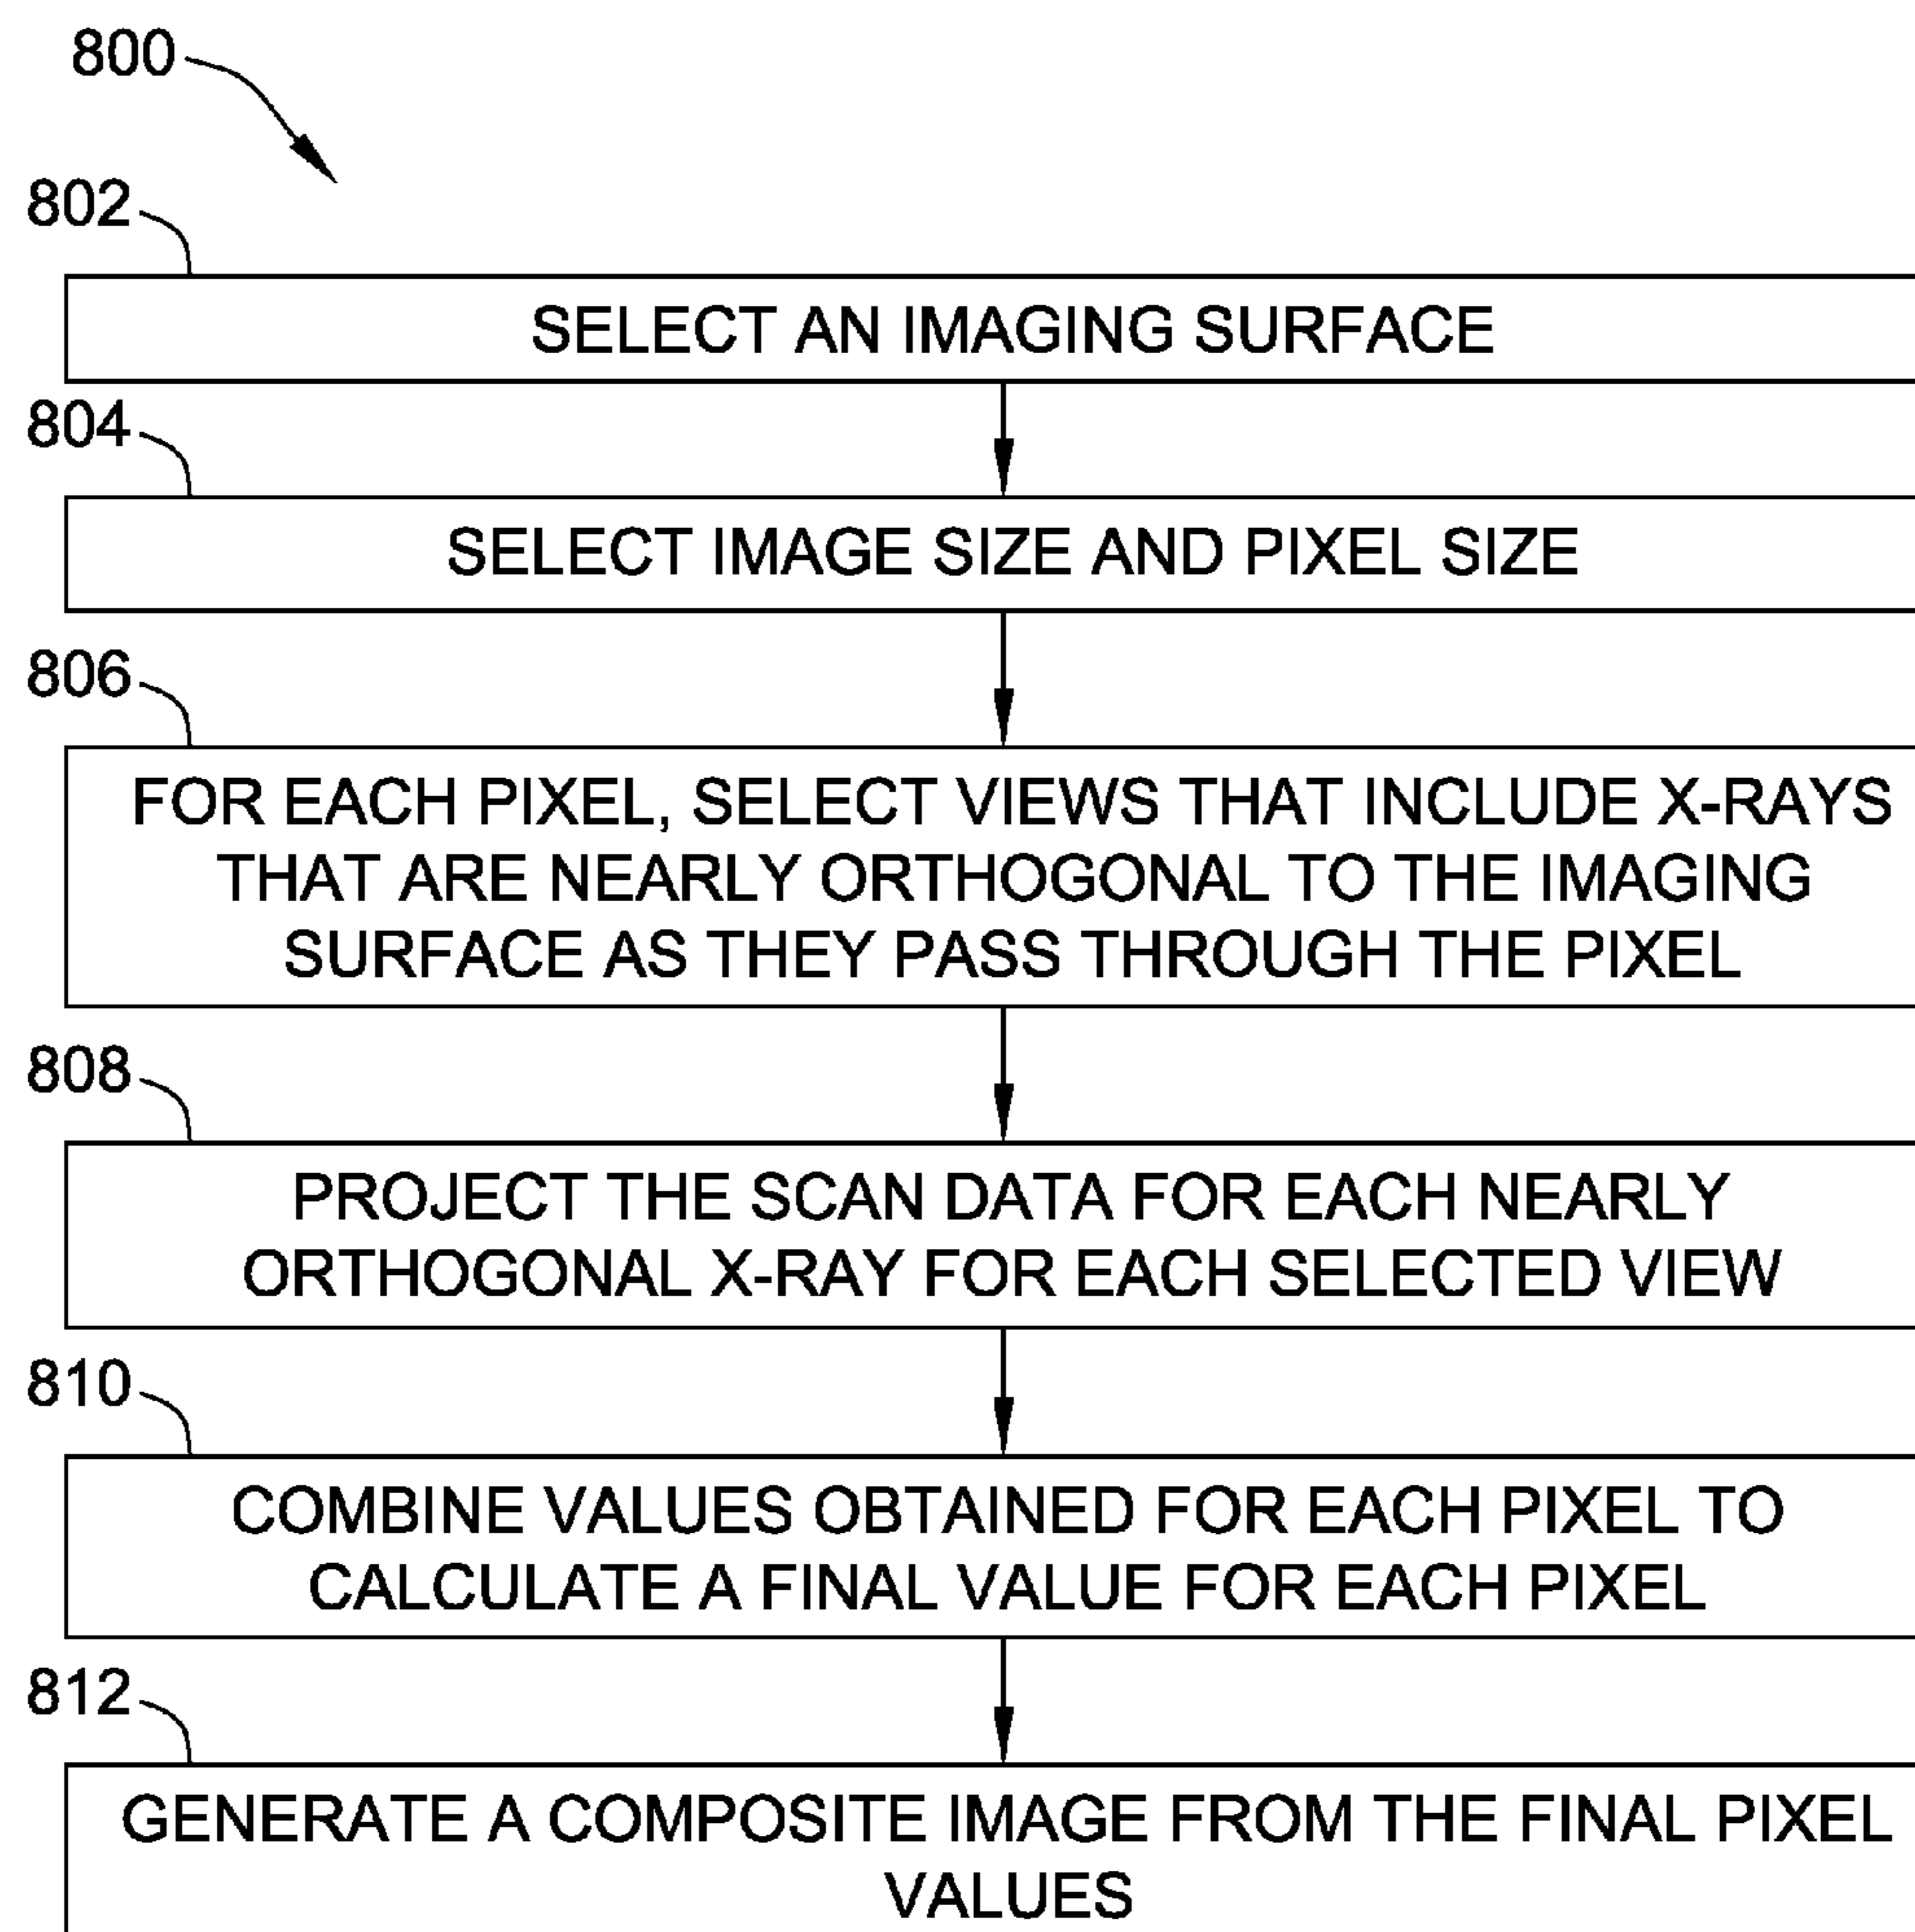 800
802
SELECT AN IMAGING SURFACE
804
SELECT IMAGE SIZE AND PIXEL SIZE
806
FOR EACH PIXEL, SELECT VIEWS THAT INCLUDE X-RAYS
THAT ARE NEARLY ORTHOGONAL TO THE IMAGING
SURFACE AS THEY PASS THROUGH THE PIXEL
808
PROJECT THE SCAN DATA FOR EACH NEARLY
ORTHOGONAL X-RAY FOR EACH SELECTED VIEW
810
COMBINE VALUES OBTAINED FOR EACH PIXEL TO
CALCULATE A FINAL VALUE FOR EACH PIXEL
812
GENERATE A COMPOSITE IMAGE FROM THE FINAL PIXEL
VALUES